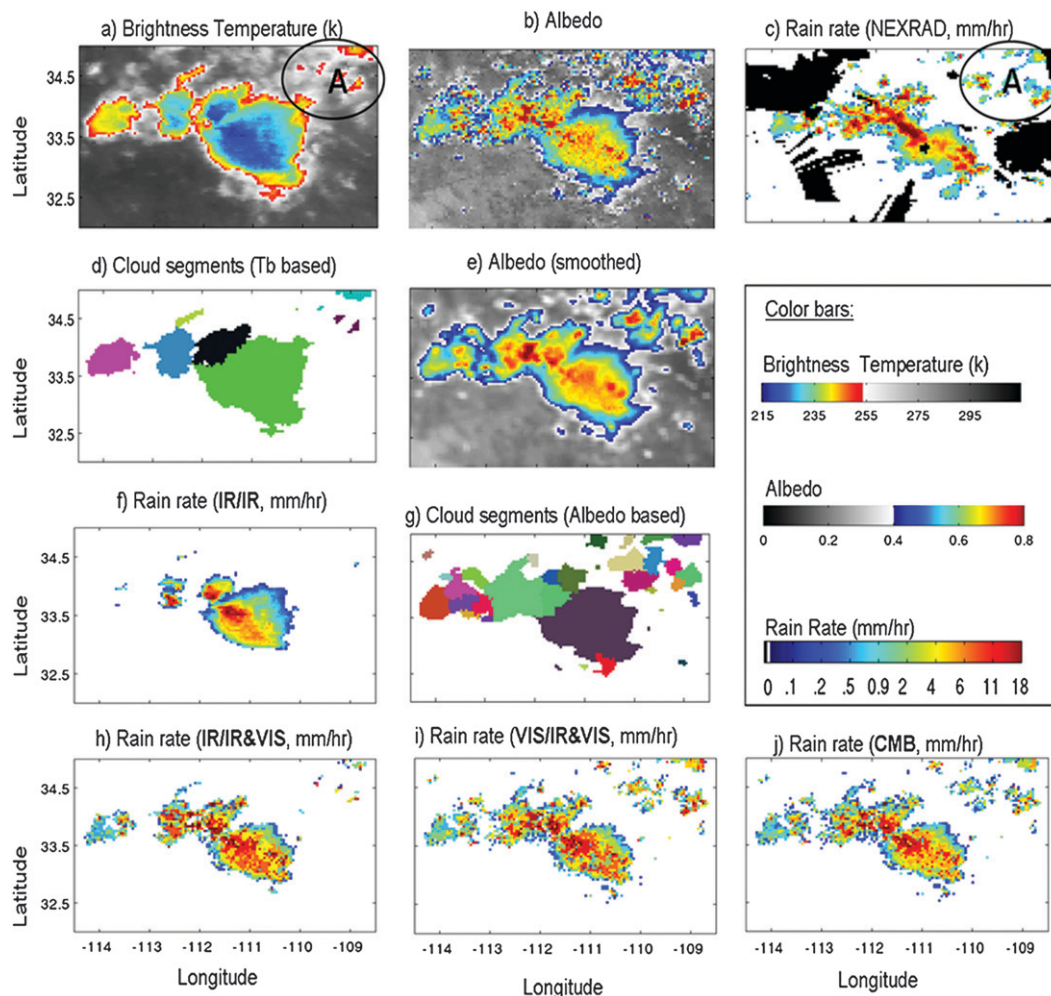 a) Brightness Temperature (k)
b) Albedo
c) Rain rate (NEXRAD, mm/hr)
A
A
Latitude
34.5
33.5
32.5
d) Cloud segments (Tb based)
e) Albedo (smoothed)
Latitude
34.5
33.5
32.5
Color bars:
Brightness Temperature (k)
215 235 255 275 295
Albedo
0 0.2 0.4 0.6 0.8
Rain Rate (mm/hr)
0 .1 .2 .5 0.9 2 4 6 11 18
f) Rain rate (IR/IR, mm/hr)
g) Cloud segments (Albedo based)
Latitude
34.5
33.5
32.5
h) Rain rate (IR/IR&VIS, mm/hr)
i) Rain rate (VIS/IR&VIS, mm/hr)
j) Rain rate (CMB, mm/hr)
Latitude
34.5
33.5
32.5
-114 -113 -112 -111 -110 -109
-114 -113 -112 -111 -110 -109
-114 -113 -112 -111 -110 -109
Longitude
Longitude
Longitude